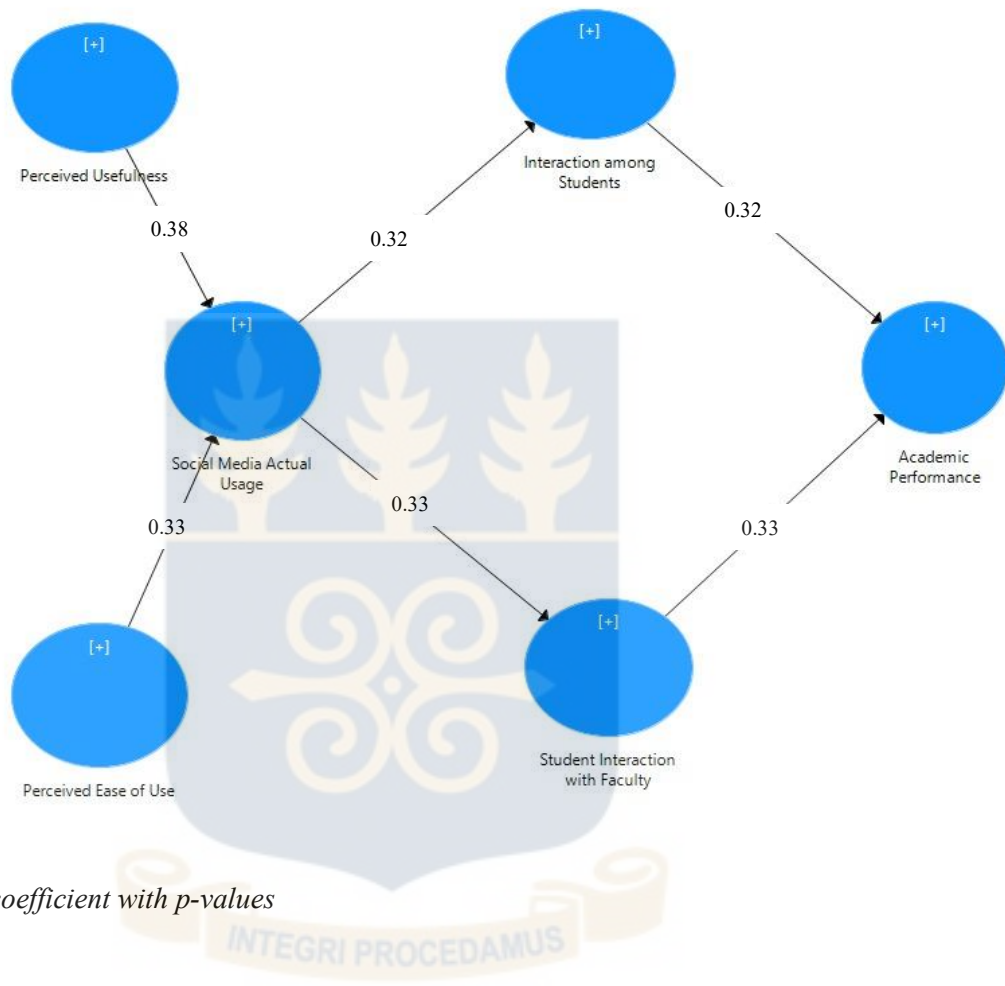 [+]
Perceived Usefulness
[+]
Interaction among
Students
0.38
0.32
0.32
[+]
Social Media Actual
Usage
[+]
Academic
Performance
0.33
0.33
0.33
[+]
Perceived Ease of Use
[+]
Student Interaction
with Faculty
coefficient with p-values
INTEGRI PROCEDAMUS